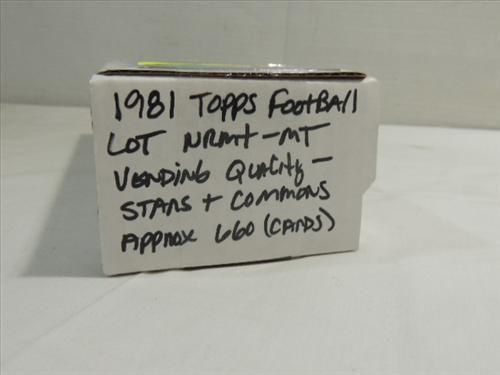 1981 TOPPS FOOTBALL
LOT NRMT-MT
VENDING QUALITY-
STARS + COMMONS
APPROX 660 (CARDS)